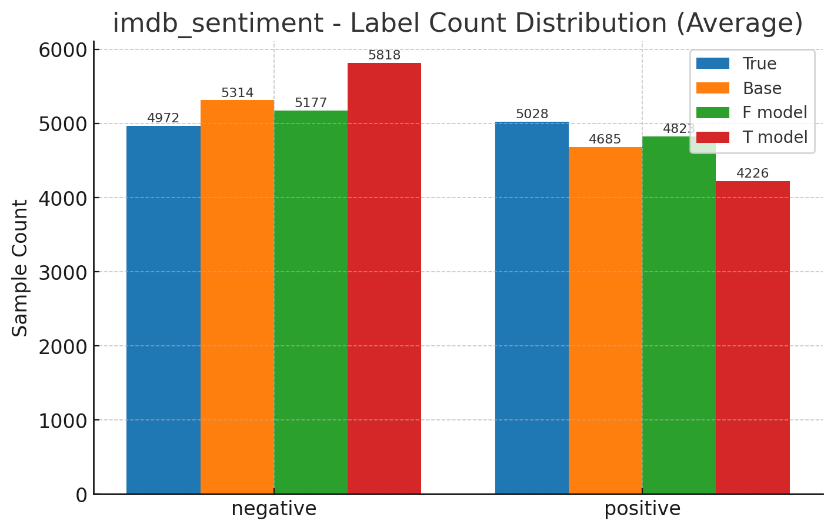 imdb_sentiment - Label Count Distribution (Average)
Sample Count
6000
5000
4000
3000
2000
1000
0
4972
5314
5177
5818
5028
4685
4823
4226
True
Base
F model
T model
negative
positive